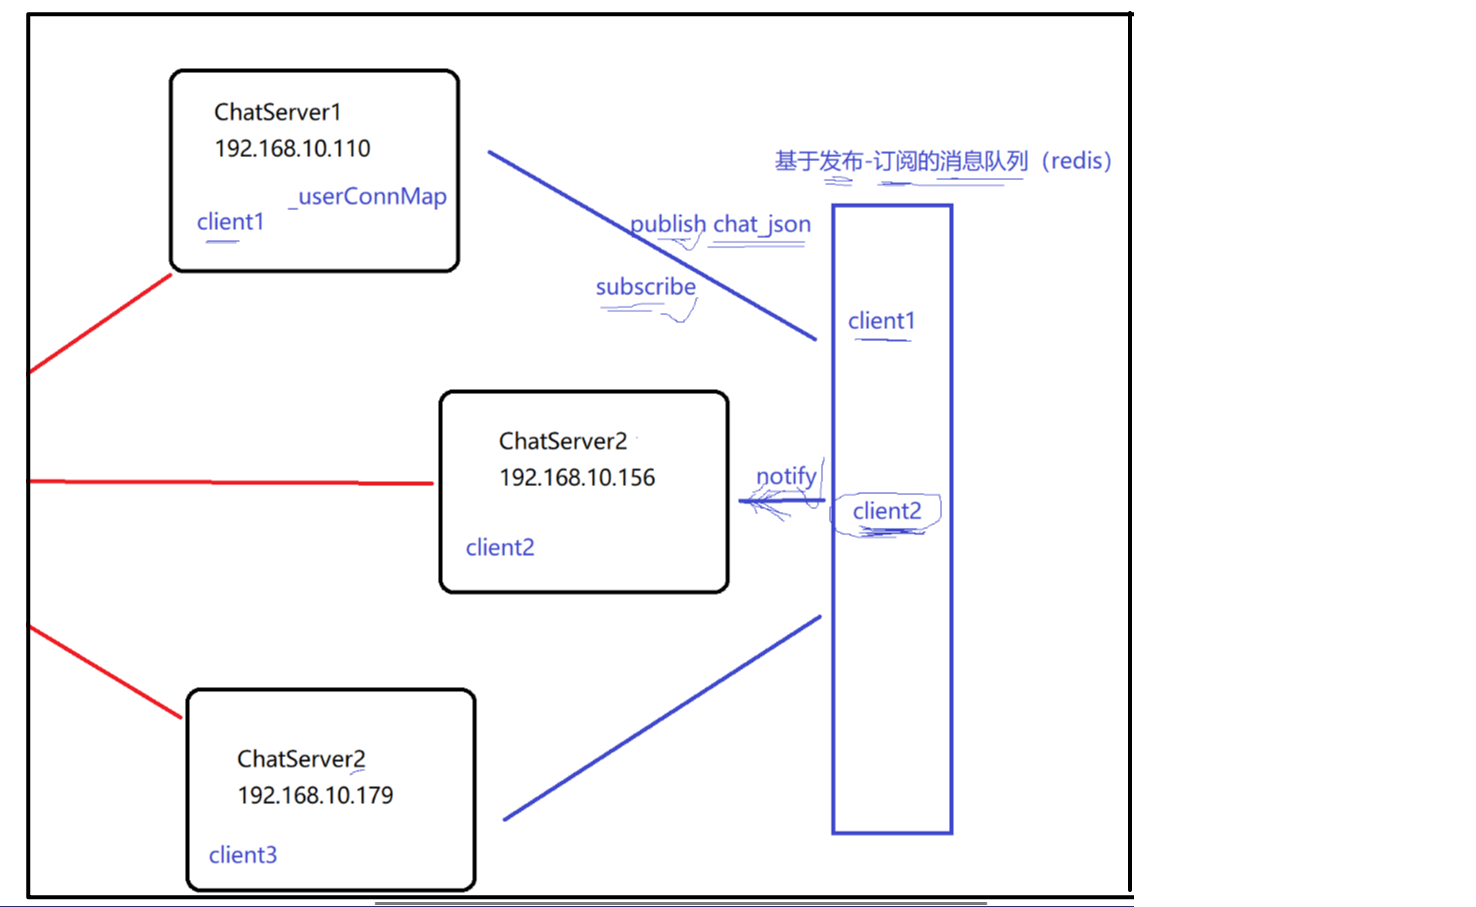 ChatServer1
192.168.10.110
_userConnMap
client1
基于发布-订阅的消息队列（redis）
publish chat_json
subscribe
client1
ChatServer2
192.168.10.156
client2
notify
client2
ChatServer2
192.168.10.179
client3